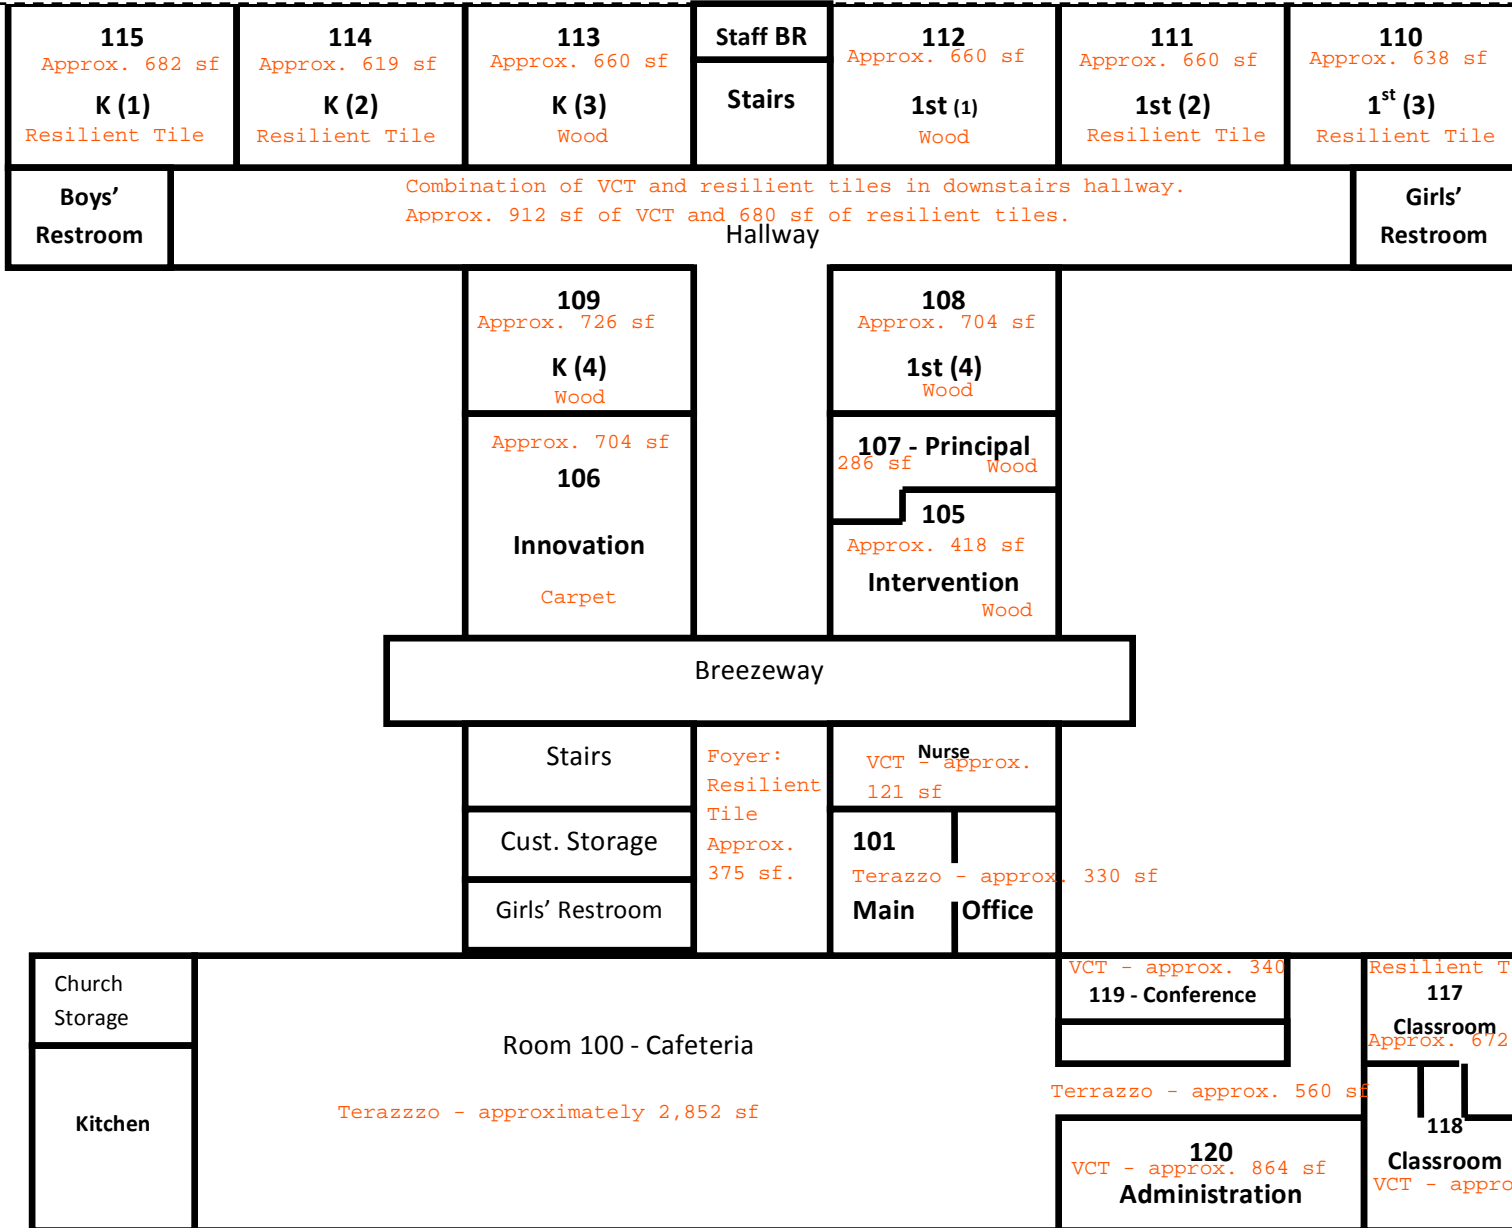 115
Approx. 682 sf
K (1)
Resilient Tile
114
Approx. 619 sf
K (2)
Resilient Tile
113
Approx. 660 sf
K (3)
Wood
Staff BR
Stairs
112
Approx. 660 sf
1st (1)
Wood
111
Approx. 660 sf
1st (2)
Resilient Tile
110
Approx. 638 sf
1st (3)
Resilient Tile
Boys’
Restroom
Combination of VCT and resilient tiles in downstairs hallway.
Approx. 912 sf of VCT and 680 sf of resilient tiles.
Hallway
Girls’
Restroom
109
Approx. 726 sf
K (4)
Wood
108
Approx. 704 sf
1st (4)
Wood
Approx. 704 sf
106
Innovation
Carpet
107 - Principal
286 sf
Wood
105
Approx. 418 sf
Intervention
Wood
Breezeway
Stairs
Foyer:
Resilient
Tile
Approx.
375 sf.
Nurse
VCT - approx.
121 sf
Cust. Storage
Girls’ Restroom
101
Terazzo - approx. 330 sf
Main Office
Church
Storage
Kitchen
Room 100 - Cafeteria
Terazzzo - approximately 2,852 sf
VCT - approx. 340
119 - Conference
Terrazzo - approx. 560 sf
120
VCT - approx. 864 sf
Administration
Resilient T
117
Classroom
Approx. 672
118
Classroom
VCT - appro